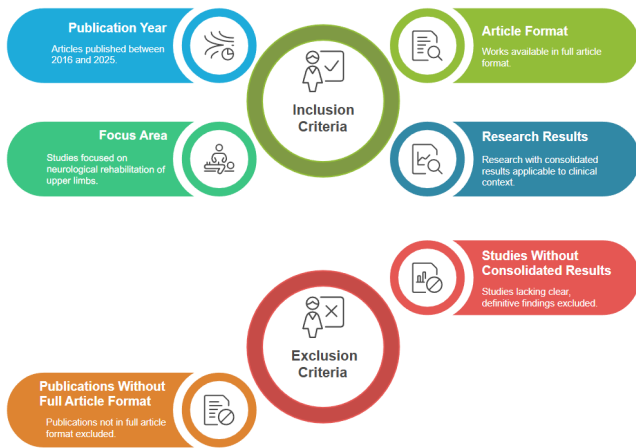 Publication Year
Articles published between
2016 and 2025.
Article Format
Works available in full article
format.
Inclusion
Criteria
Focus Area
Studies focused on
neurological rehabilitation of
upper limbs.
Research Results
Research with consolidated
results applicable to clinical
context.
Studies Without
Consolidated Results
Studies lacking clear,
definitive findings excluded.
Exclusion
Criteria
Publications Without
Full Article Format
Publications not in full article
format excluded.